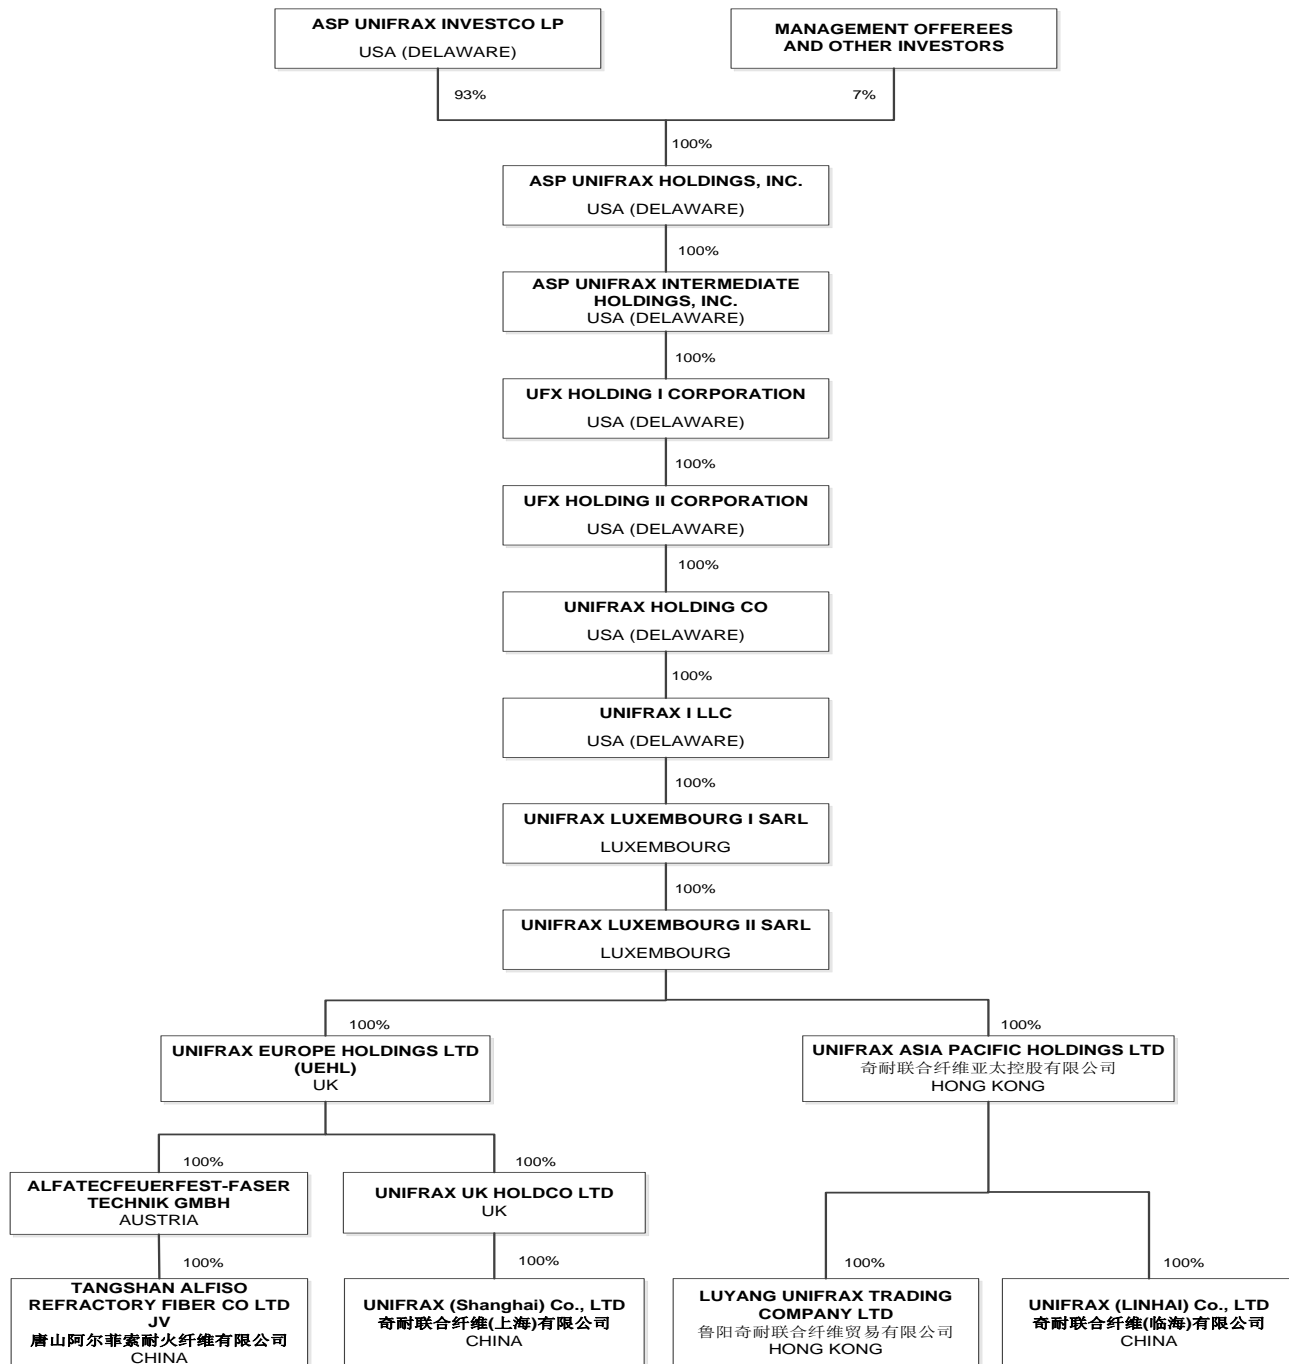 ASP UNIFRAX INVESTCO LP
USA (DELAWARE)
MANAGEMENT OFFEREES
AND OTHER INVESTORS
93%
7%
100%
ASP UNIFRAX HOLDINGS, INC.
USA (DELAWARE)
100%
ASP UNIFRAX INTERMEDIATE
HOLDINGS, INC.
USA (DELAWARE)
100%
UFX HOLDING I CORPORATION
USA (DELAWARE)
100%
UFX HOLDING II CORPORATION
USA (DELAWARE)
100%
UNIFRAX HOLDING CO
USA (DELAWARE)
100%
UNIFRAX I LLC
USA (DELAWARE)
100%
UNIFRAX LUXEMBOURG I SARL
LUXEMBOURG
100%
UNIFRAX LUXEMBOURG II SARL
LUXEMBOURG
100%
100%
UNIFRAX EUROPE HOLDINGS LTD
(UEHL)
UK
UNIFRAX ASIA PACIFIC HOLDINGS LTD
奇耐联合纤维亚太控股有限公司
HONG KONG
100%
100%
ALFATECFEUERFEST-FASER
TECHNIK GMBH
AUSTRIA
UNIFRAX UK HOLDCO LTD
UK
100%
100%
100%
100%
TANGSHAN ALFISO
REFRACTORY FIBER CO LTD
JV
唐山阿尔菲索耐火纤维有限公司
CHINA
UNIFRAX (Shanghai) Co., LTD
奇耐联合纤维(上海)有限公司
CHINA
LUYANG UNIFRAX TRADING
COMPANY LTD
鲁阳奇耐联合纤维贸易有限公司
HONG KONG
UNIFRAX (LINHAI) Co., LTD
奇耐联合纤维(临海)有限公司
CHINA